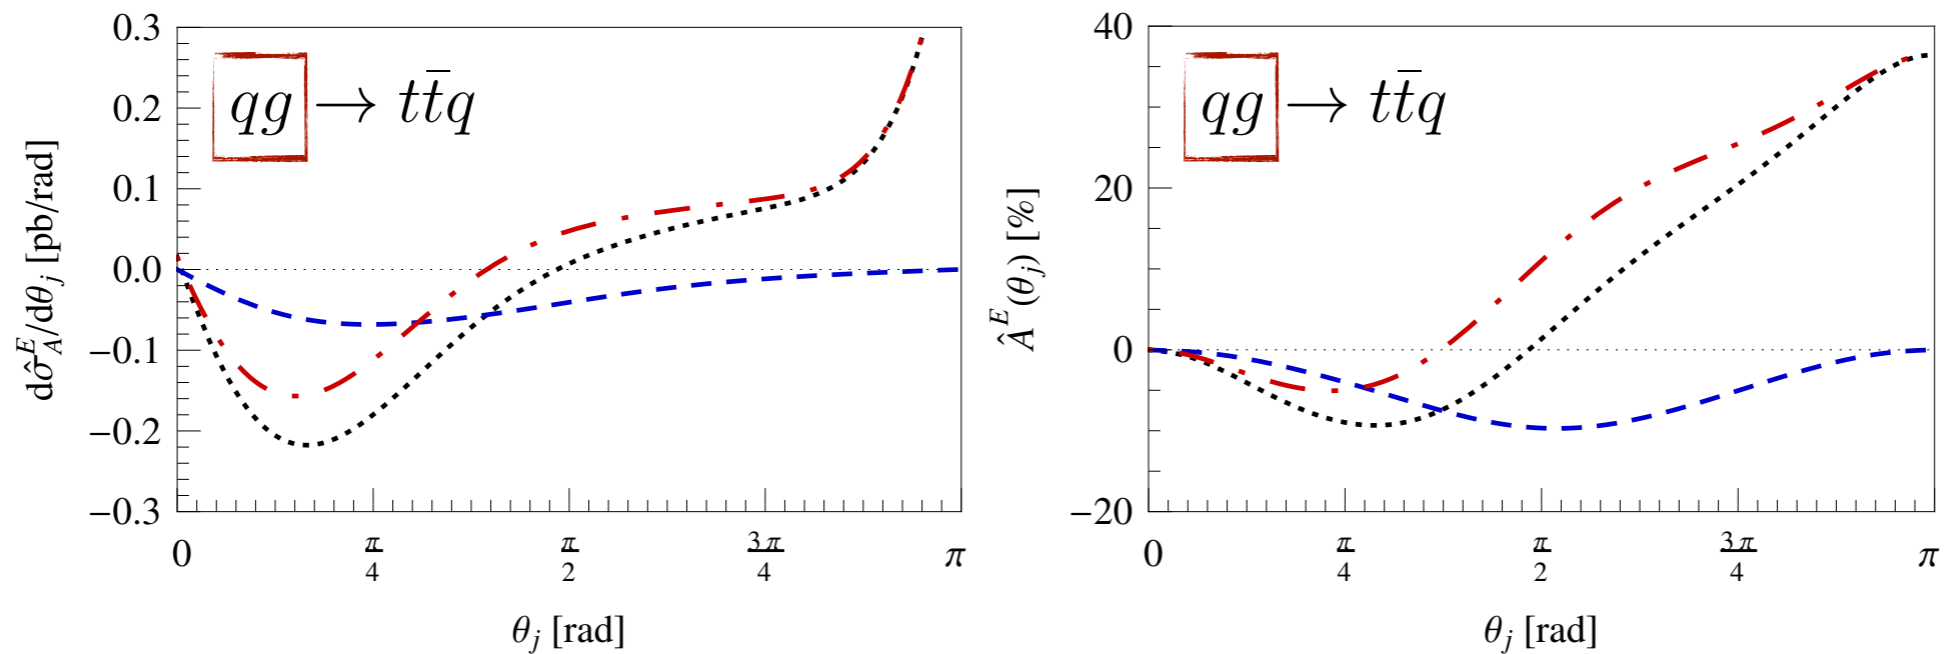 0.3
0.2
0.1
0.0
−0.1
−0.2
−0.3
dσ̂_A^E/dθ_j [pb/rad]
qg → tt̄q
0 π/4 π/2 3π/4 π
θ_j [rad]
40
20
0
−20
Â^E(θ_j) [%]
qg → tt̄q
0 π/4 π/2 3π/4 π
θ_j [rad]